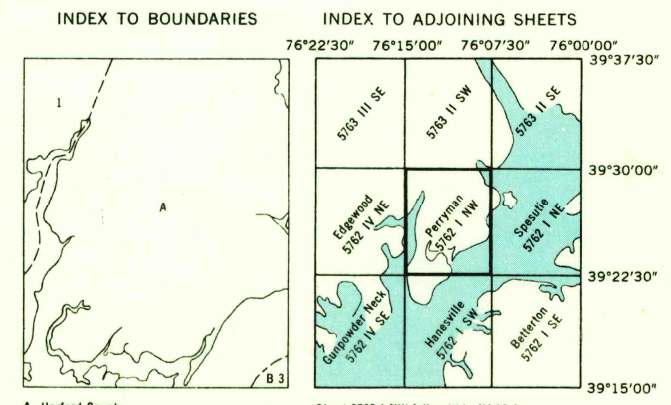 INDEX TO BOUNDARIES
1
A
B 3
INDEX TO ADJOINING SHEETS
76°22'30" 76°15'00" 76°07'30" 76°00'00"
39°37'30"
5763 III SE
5763 II SW
5763 II SE
39°30'00"
Edgewood
5762 IV NE
Perryman
5762 I NW
Spesutie
5762 I NE
39°22'30"
Gunpowder Neck
5762 IV SE
Hanesville
5762 I SW
Betterton
5762 I SE
39°15'00"